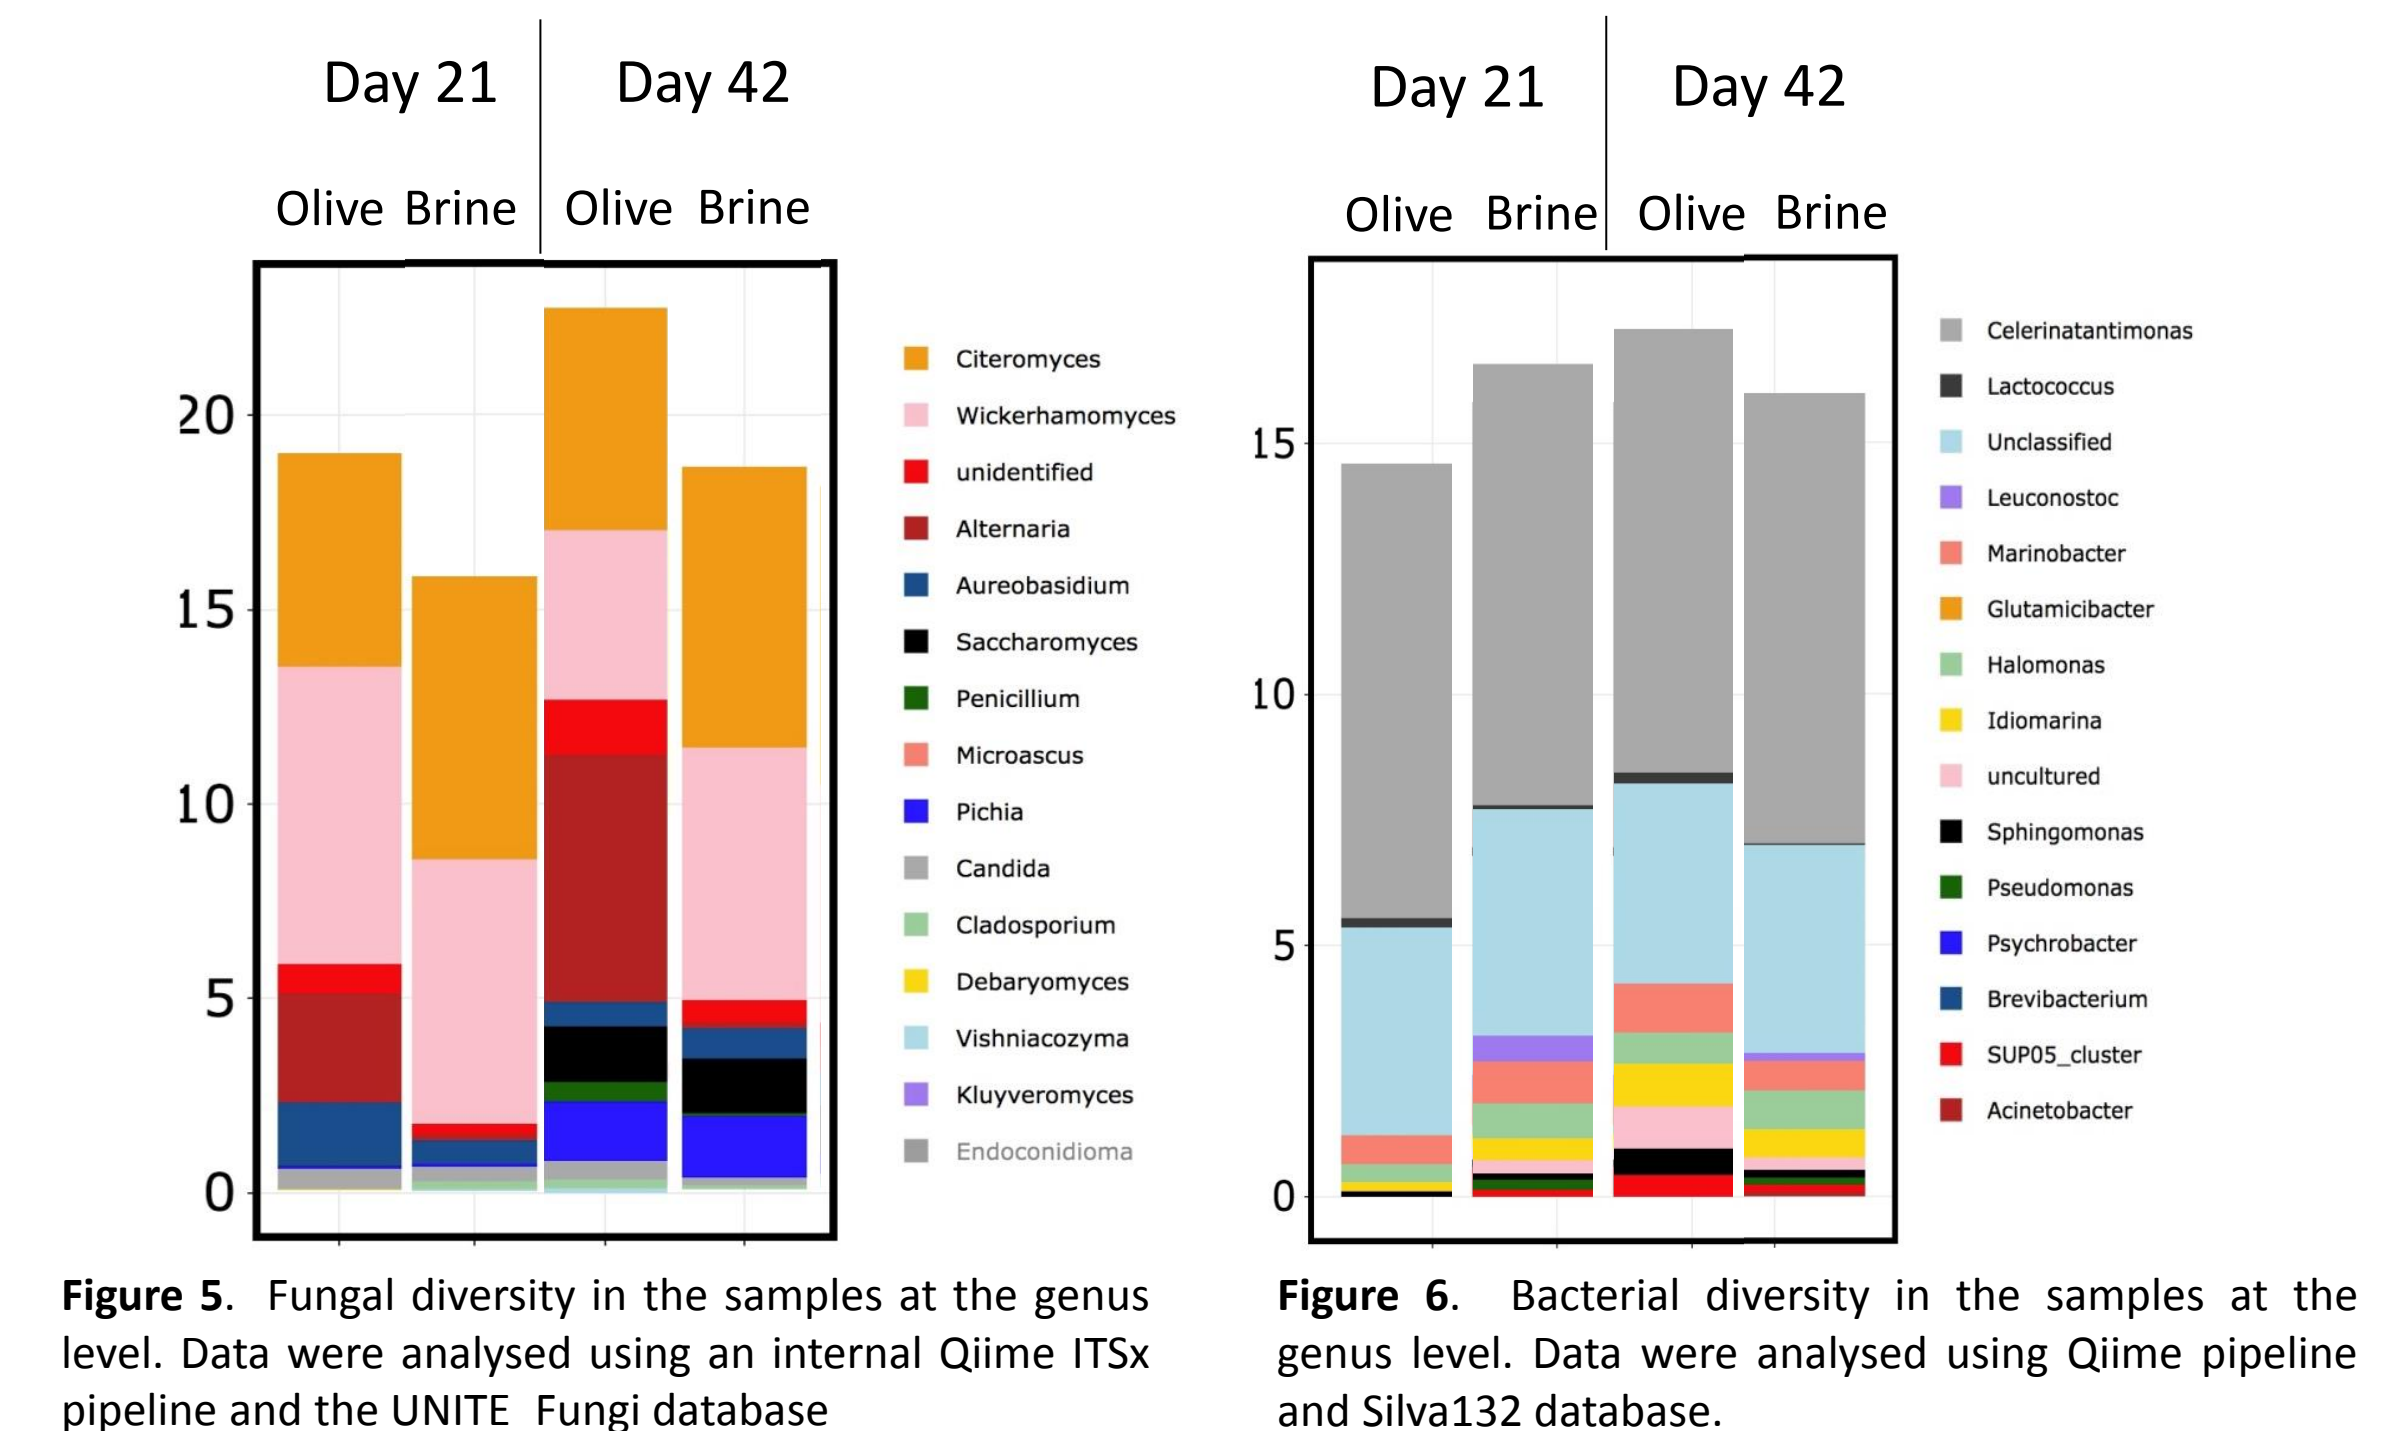 Day 21 Day 42
Olive Brine Olive Brine
20
15
10
5
0
Citeromyces
Wickerhamomyces
unidentified
Alternaria
Aureobasidium
Saccharomyces
Penicillium
Microascus
Pichia
Candida
Cladosporium
Debaryomyces
Vishniacozyma
Kluyveromyces
Endoconidioma
Figure 5. Fungal diversity in the samples at the genus
level. Data were analysed using an internal Qiime ITSx
pipeline and the UNITE Fungi database
Day 21 Day 42
Olive Brine Olive Brine
15
10
5
0
Celerinatantimonas
Lactococcus
Unclassified
Leuconostoc
Marinobacter
Glutamicibacter
Halomonas
Idiomarina
uncultured
Sphingomonas
Pseudomonas
Psychrobacter
Brevibacterium
SUP05_cluster
Acinetobacter
Figure 6. Bacterial diversity in the samples at the
genus level. Data were analysed using Qiime pipeline
and Silva132 database.